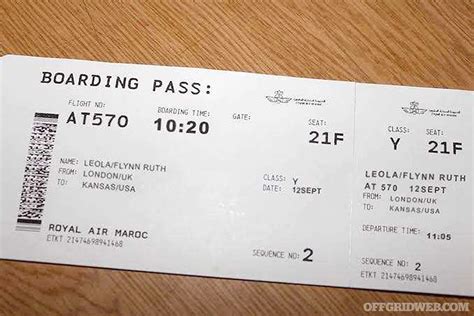 BOARDING PASS:
FLIGHT NO: BOARDING TIME: GATE: SEAT:
AT570 10:20 21F
NAME: LEOLA/FLYNN RUTH CLASS: Y
FROM: LONDON/UK DATE: 12SEPT
TO: KANSAS/USA
ROYAL AIR MAROC
ETKT 21474698941468
SEQUENCE NO: 2
CLASS: SEAT:
Y 21F
LEOLA/FLYNN RUTH
AT 570 12SEPT
FROM: LONDON/UK
TO: KANSAS/USA
DEPARTURE TIME: 11:05
SEQUENCE NO: 2
ETKT
21474698941468
OFFGRIDWEB.COM